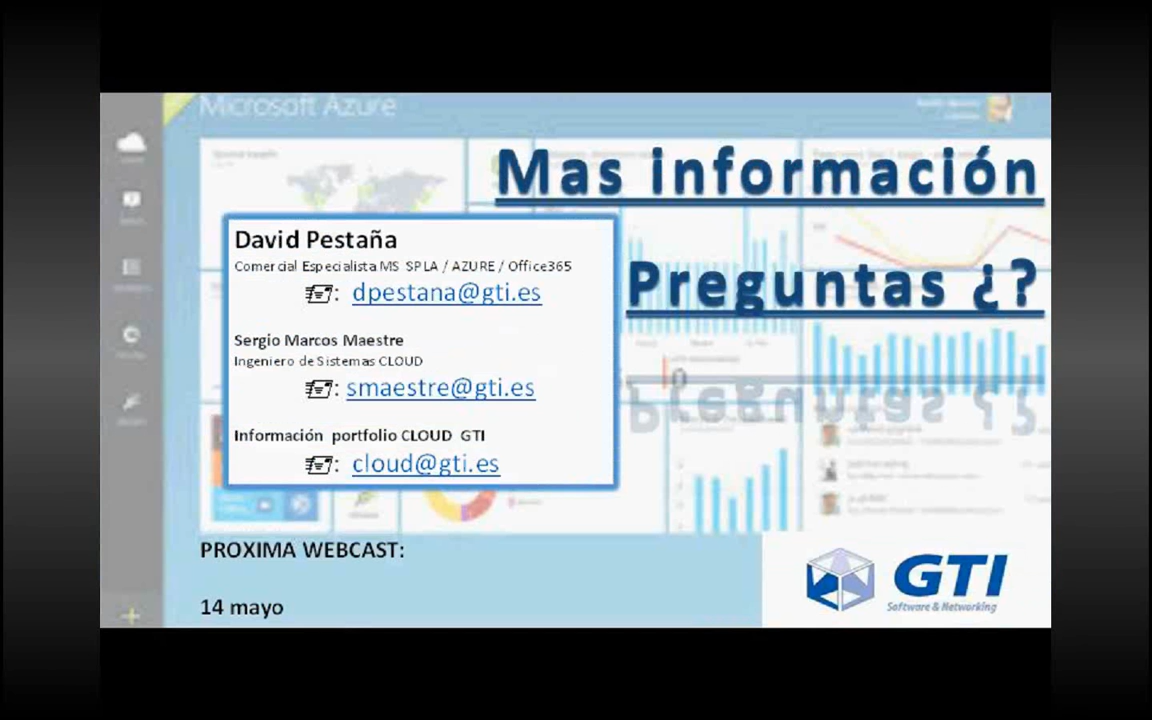 Microsoft Azure
Mas información
Preguntas ¿?
David Pestaña
Comercial Especialista MS SPLA / AZURE / Office365
: dpestana@gti.es
Sergio Marcos Maestre
Ingeniero de Sistemas CLOUD
: smaestre@gti.es
Información portfolio CLOUD GTI
: cloud@gti.es
PROXIMA WEBCAST:
14 mayo
GTI
Software & Networking